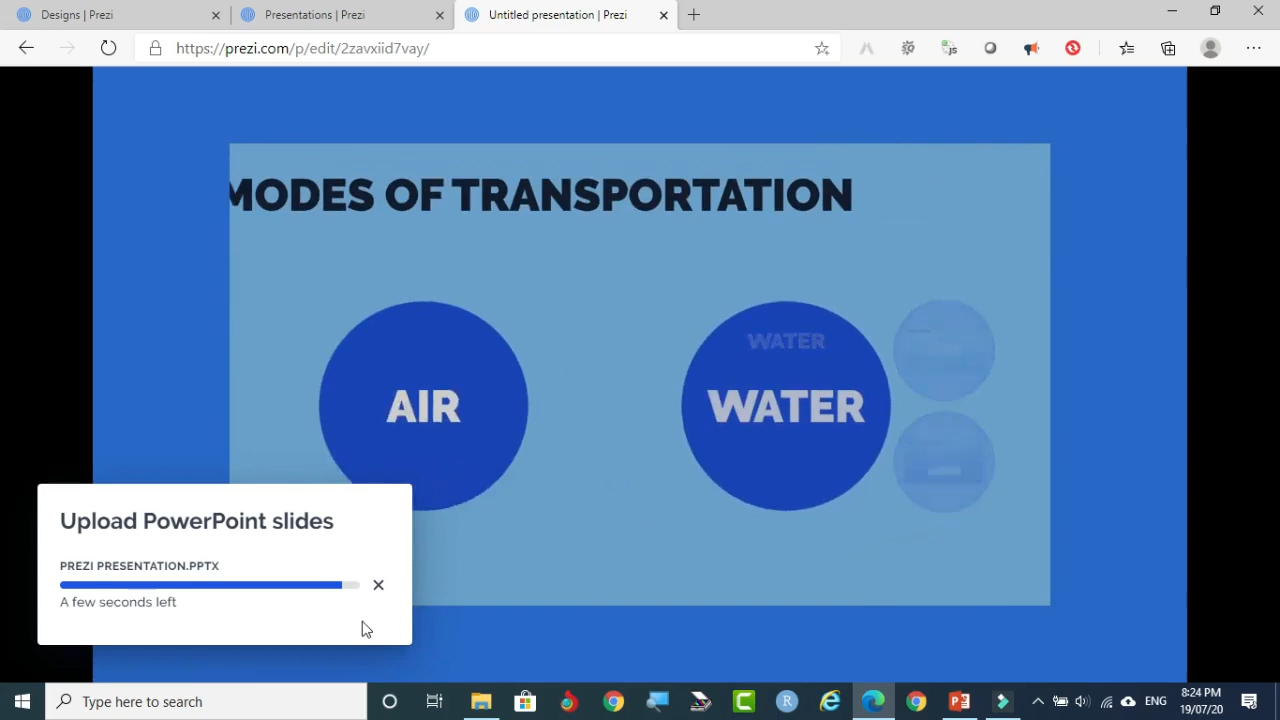 Designs | Prezi
Presentations | Prezi
Untitled presentation | Prezi
https://prezi.com/p/edit/2zavxiid7vay/
MODES OF TRANSPORTATION
WATER
AIR
WATER
Upload PowerPoint slides
PREZI PRESENTATION.PPTX
A few seconds left
Type here to search
ENG
8:24 PM
19/07/20